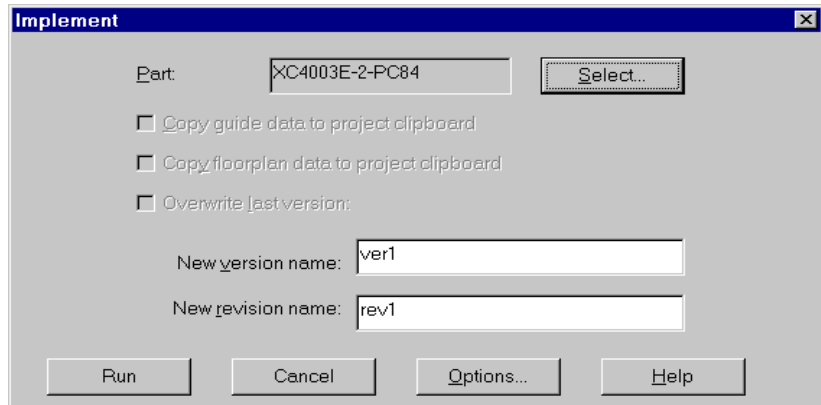 Implement
Part: XC4003E-2-PC84 Select...
Copy guide data to project clipboard
Copy floorplan data to project clipboard
Overwrite last version:
New version name: ver1
New revision name: rev1
Run Cancel Options... Help